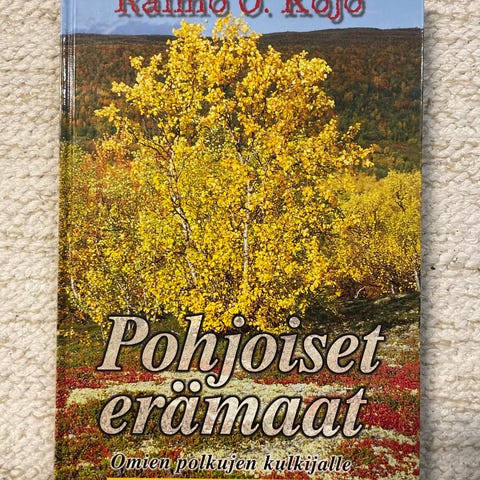 Raimo O. Kojo
Pohjoiset
erämaat
Omien polkujen kulkijalle